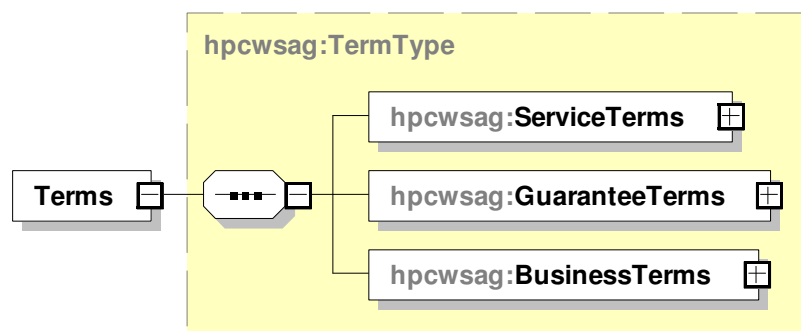 hpcwsag:TermType
hpcwsag:ServiceTerms
Terms
hpcwsag:GuaranteeTerms
hpcwsag:BusinessTerms